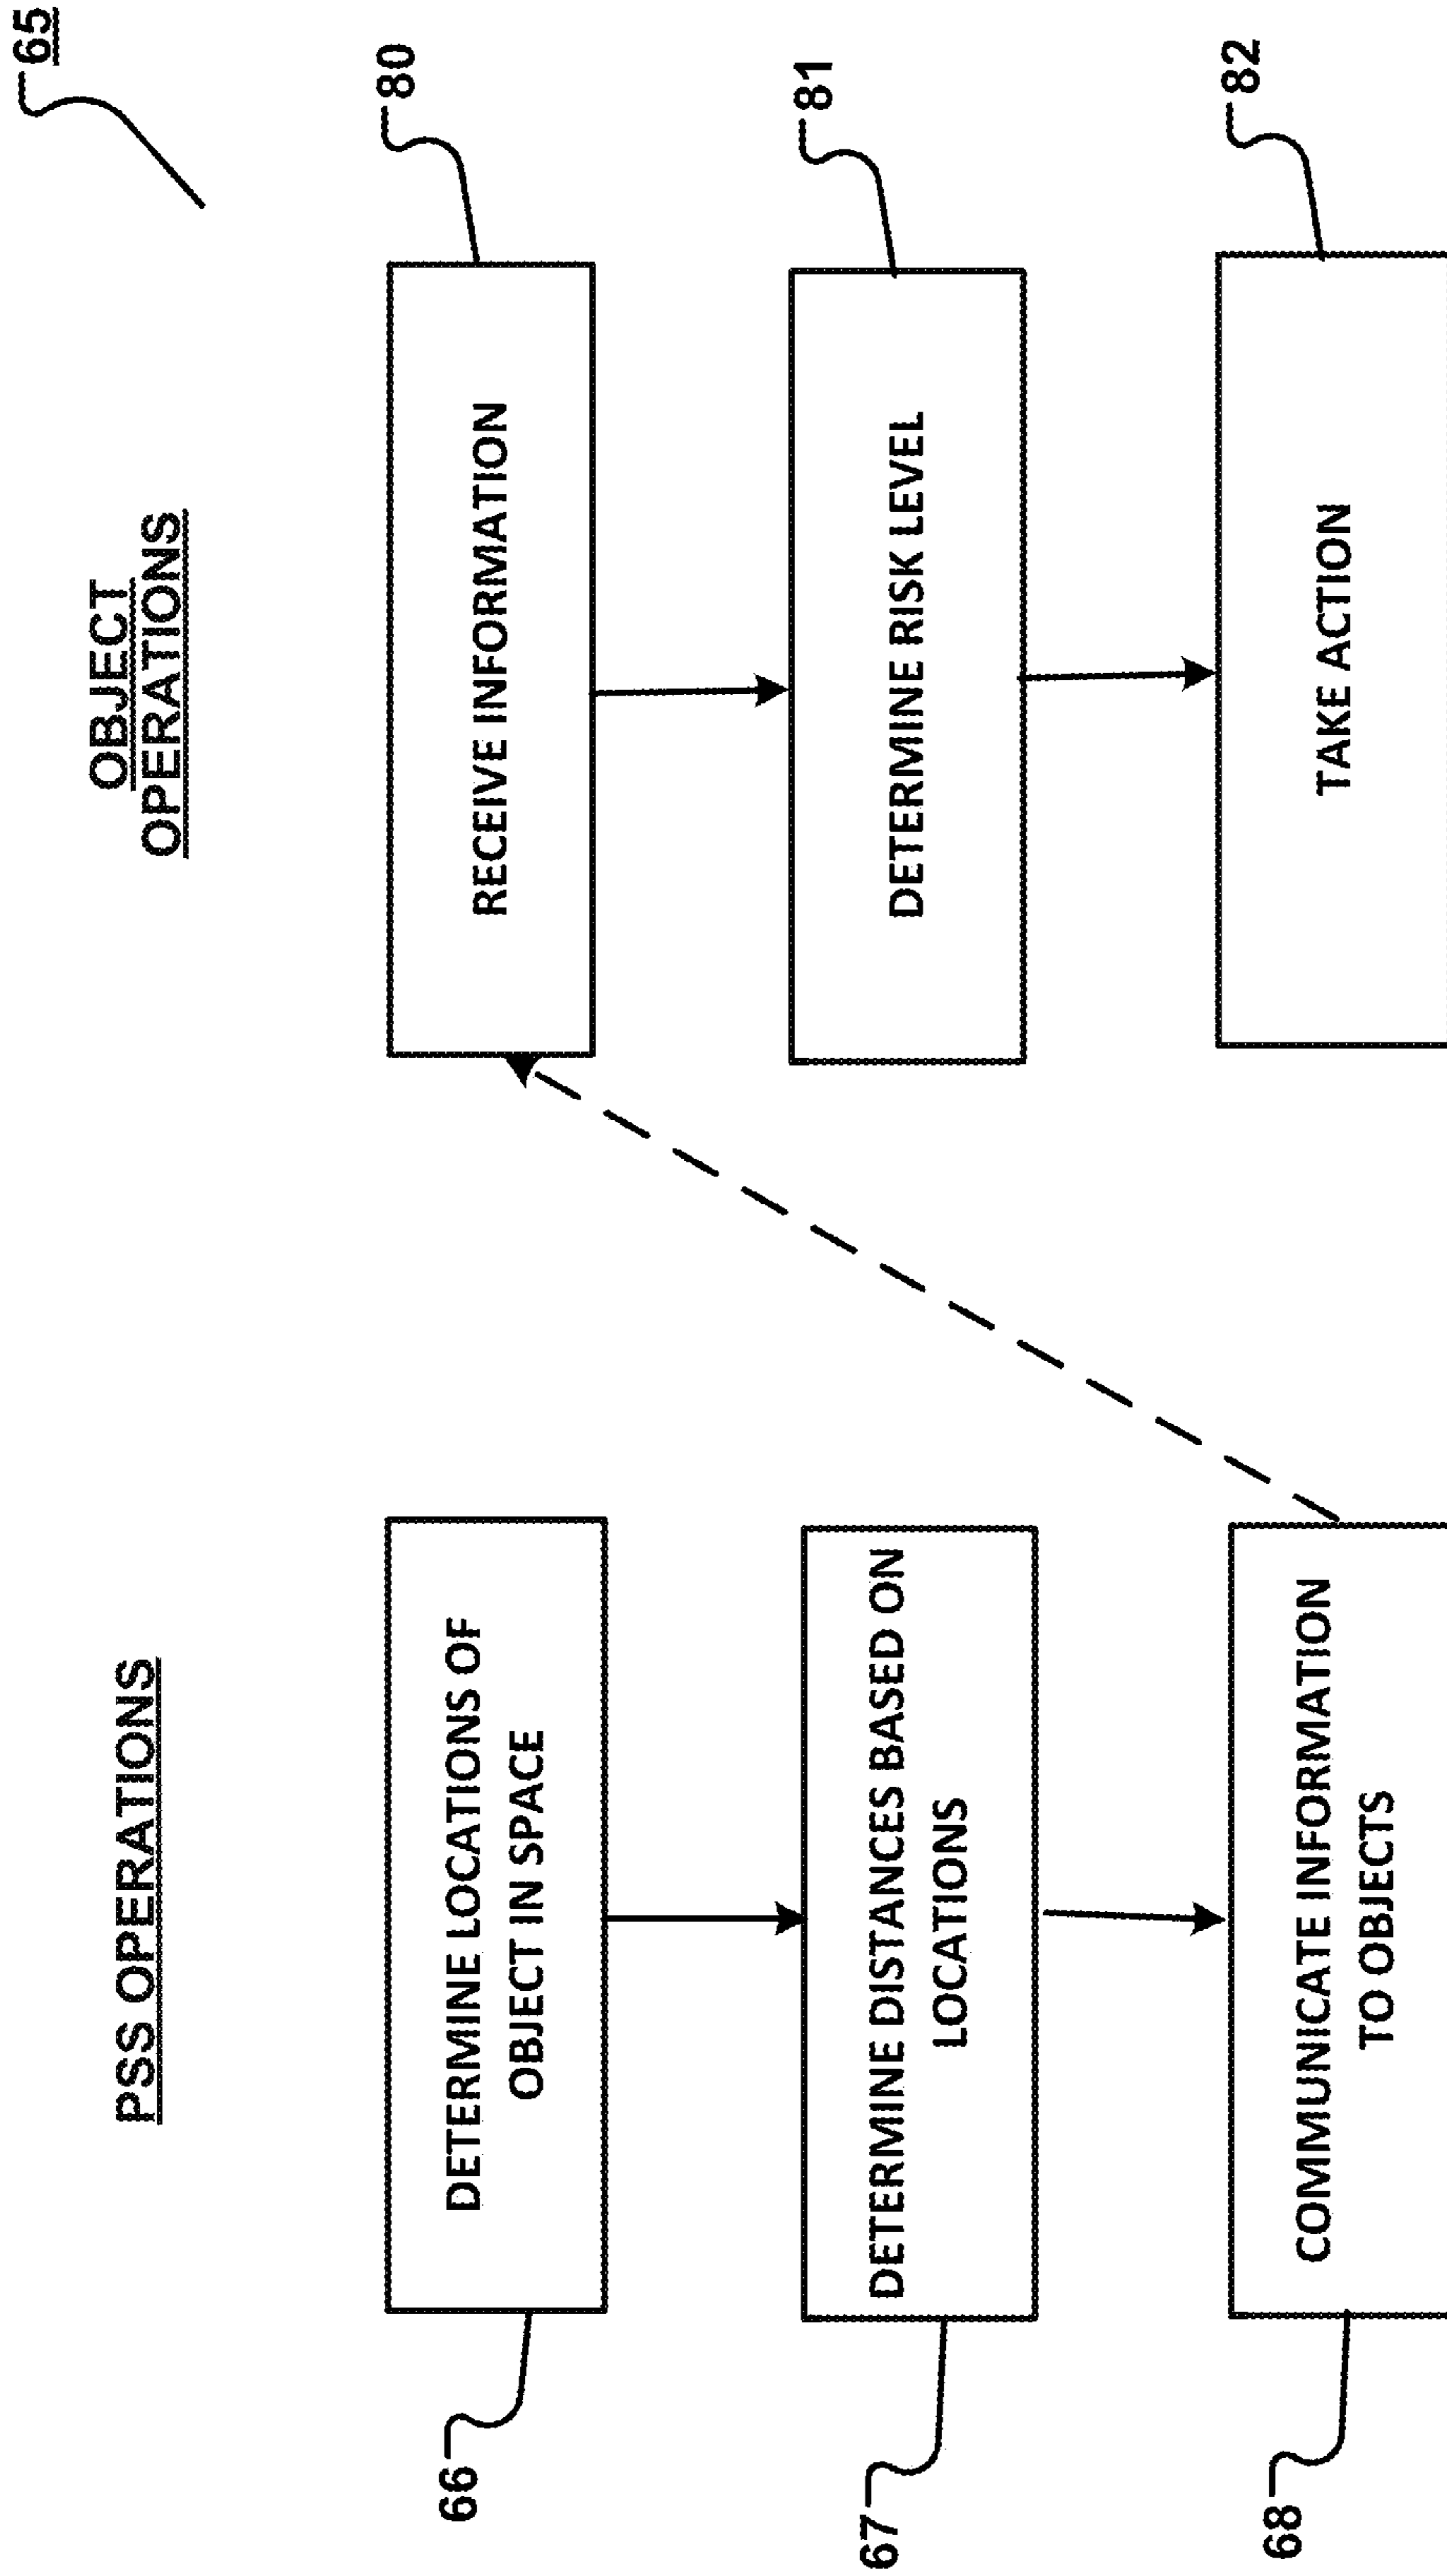 65
PSS OPERATIONS
66
DETERMINE LOCATIONS OF
OBJECT IN SPACE
67
DETERMINE DISTANCES BASED ON
LOCATIONS
68
COMMUNICATE INFORMATION
TO OBJECTS
OBJECT
OPERATIONS
RECEIVE INFORMATION
80
DETERMINE RISK LEVEL
81
TAKE ACTION
82